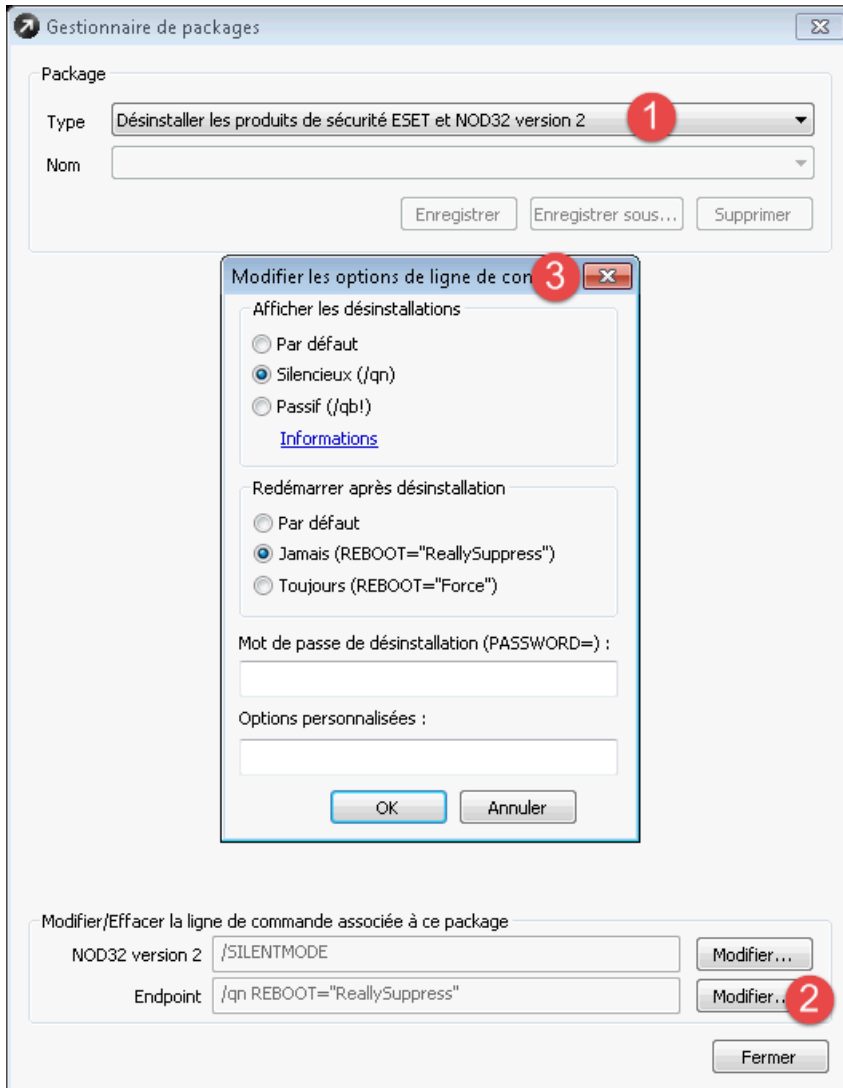 Gestionnaire de packages
Package
Type Désinstaller les produits de sécurité ESET et NOD32 version 2 1
Nom
Enregistrer Enregistrer sous... Supprimer
Modifier les options de ligne de con 3
Afficher les désinstallations
Par défaut
Silencieux (/qn)
Passif (/qb!)
Informations
Redémarrer après désinstallation
Par défaut
Jamais (REBOOT="ReallySuppress")
Toujours (REBOOT="Force")
Mot de passe de désinstallation (PASSWORD=) :
Options personnalisées :
OK Annuler
Modifier/Effacer la ligne de commande associée à ce package
NOD32 version 2 /SILENTMODE Modifier...
Endpoint /qn REBOOT="ReallySuppress" Modifier... 2
Fermer